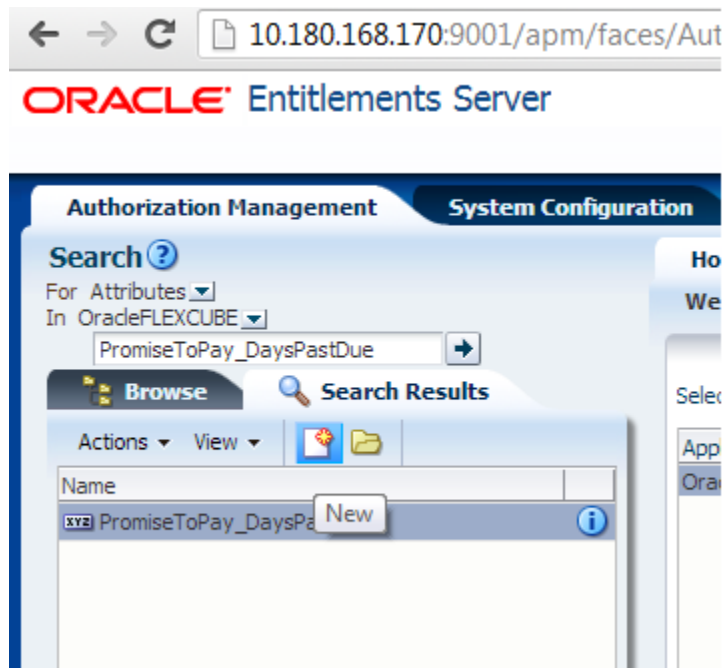 10.180.168.170:9001/apm/faces/Aut
ORACLE Entitlements Server
Authorization Management System Configuration
Search ?
For Attributes
In OracleFLEXCUBE
PromiseToPay_DaysPastDue
Browse Search Results
Actions View
Name
XYZ PromiseToPay_DaysPa
New
Ho
We
Selec
App
Orac